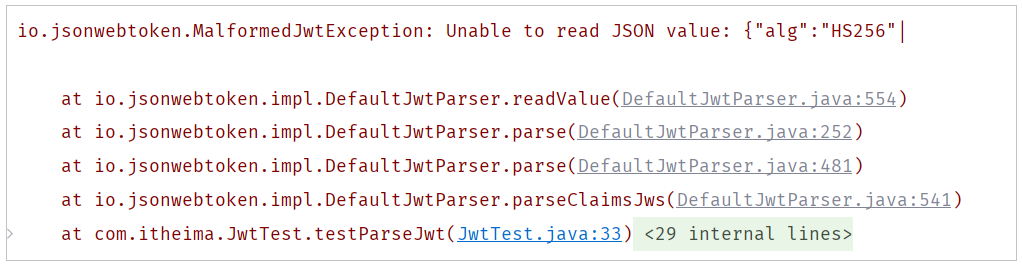 io.jsonwebtoken.MalformedJwtException: Unable to read JSON value: {"alg":"HS256"|
at io.jsonwebtoken.impl.DefaultJwtParser.readValue(DefaultJwtParser.java:554)
at io.jsonwebtoken.impl.DefaultJwtParser.parse(DefaultJwtParser.java:252)
at io.jsonwebtoken.impl.DefaultJwtParser.parse(DefaultJwtParser.java:481)
at io.jsonwebtoken.impl.DefaultJwtParser.parseClaimsJws(DefaultJwtParser.java:541)
at com.itheima.JwtTest.testParseJwt(JwtTest.java:33) <29 internal lines>